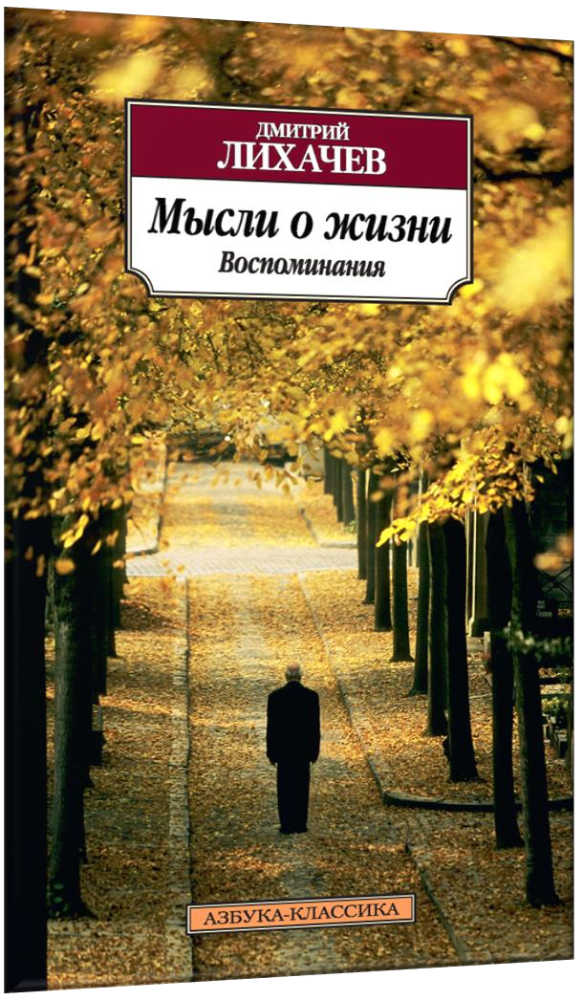 ДМИТРИЙ
ЛИХАЧЕВ
Мысли о жизни
Воспоминания
АЗБУКА-КЛАССИКА